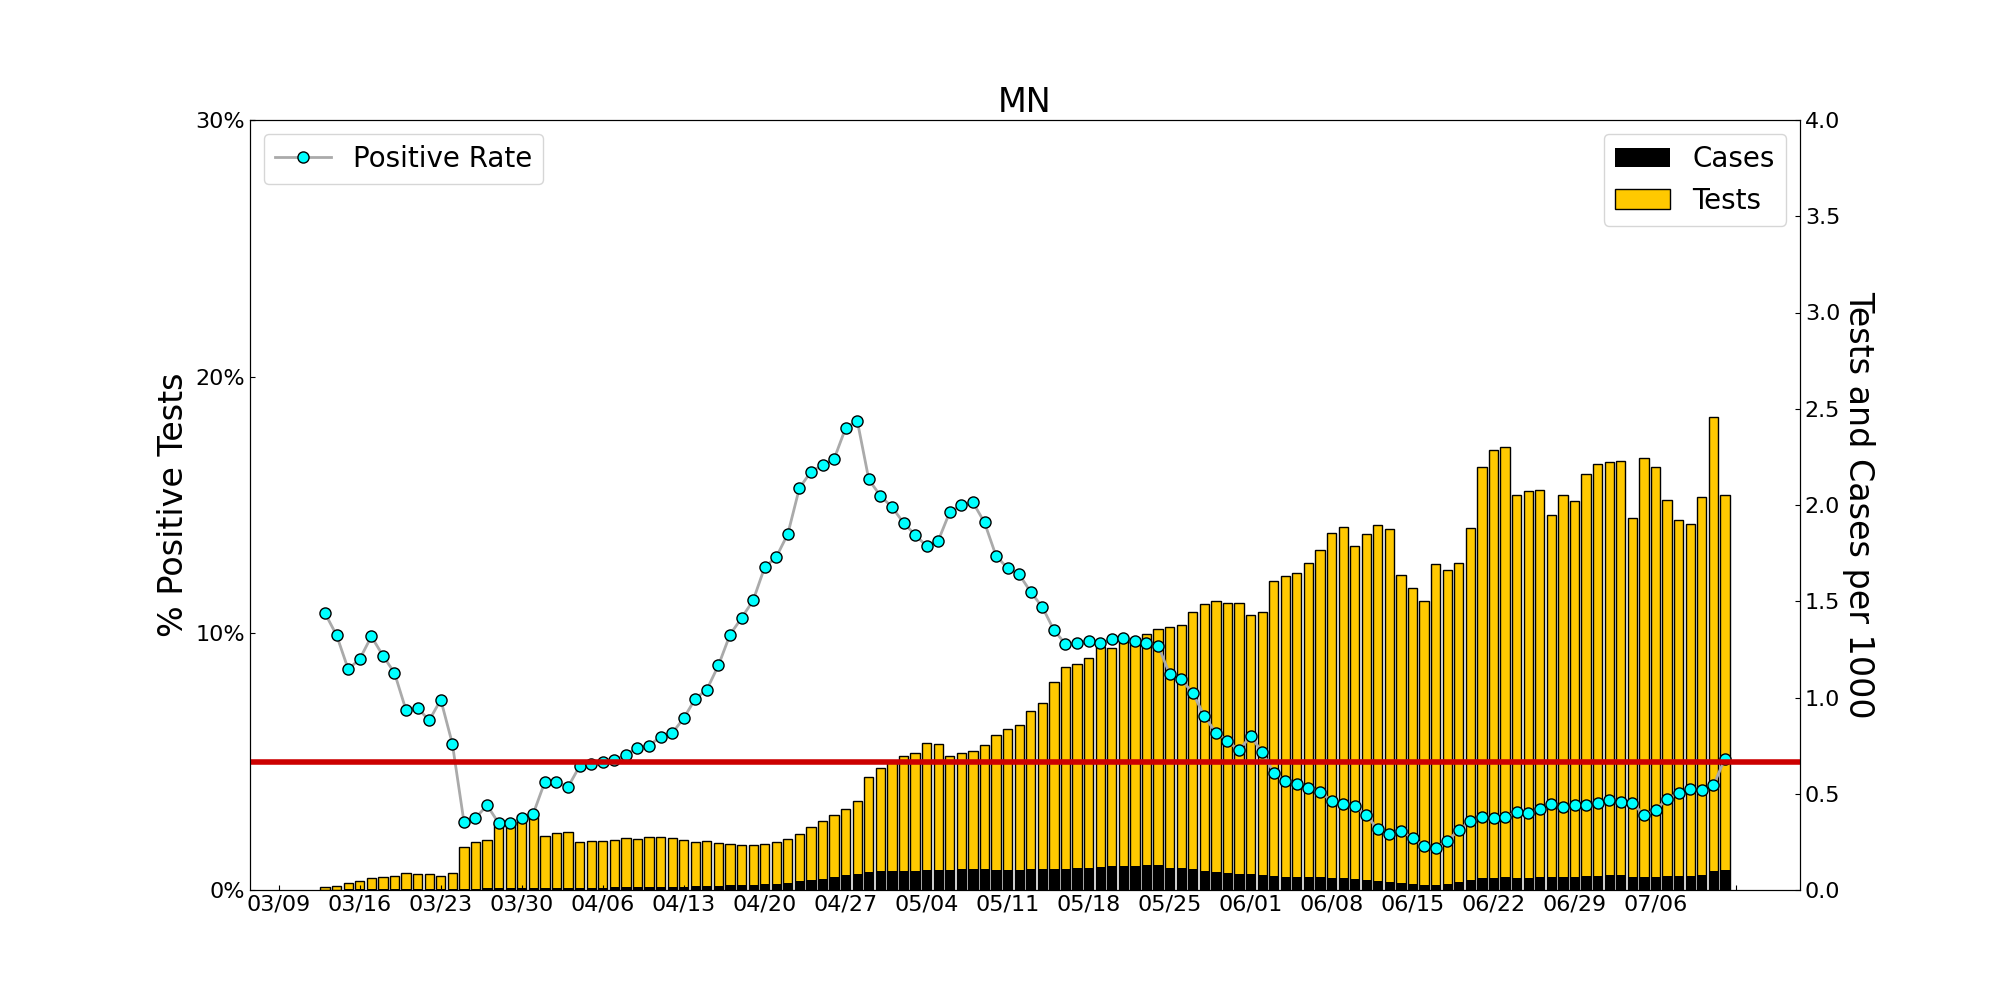 MN
Positive Rate
Cases
Tests
% Positive Tests
30%
20%
10%
0%
4.0
3.5
3.0
2.5
2.0
1.5
1.0
0.5
0.0
Tests and Cases per 1000
03/09 03/16 03/23 03/30 04/06 04/13 04/20 04/27 05/04 05/11 05/18 05/25 06/01 06/08 06/15 06/22 06/29 07/06